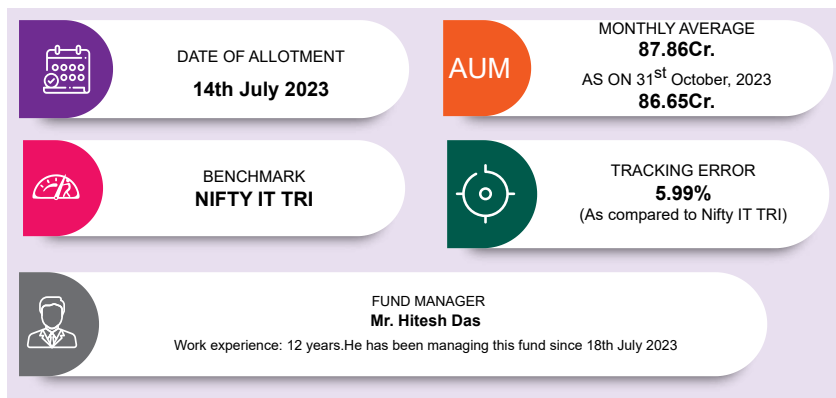 DATE OF ALLOTMENT
14th July 2023
AUM
MONTHLY AVERAGE
87.86Cr.
AS ON 31st October, 2023
86.65Cr.
BENCHMARK
NIFTY IT TRI
TRACKING ERROR
5.99%
(As compared to Nifty IT TRI)
FUND MANAGER
Mr. Hitesh Das
Work experience: 12 years.He has been managing this fund since 18th July 2023